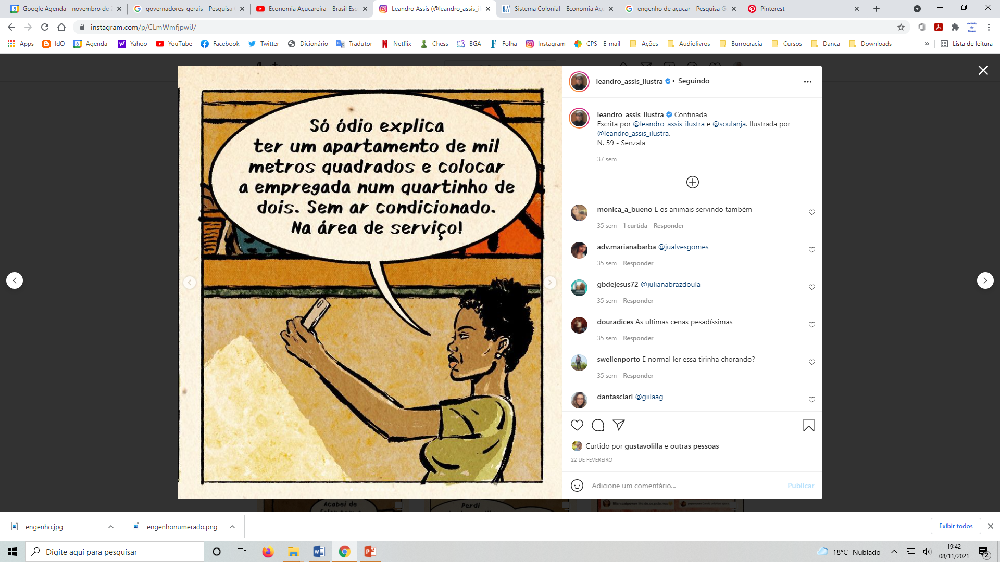 Google Agenda - novembro de 2
governadores-gerais - Pesquisa
Economia Açucareira - Brasil Esc
Leandro Assis (@leandro_assis_il
Sistema Colonial - Economia Açu
engenho de açucar - Pesquisa G
Pinterest
instagram.com/p/CLmWmfjpwiJ/
Apps
IdO
Agenda
Yahoo
YouTube
Facebook
Twitter
Dicionário
Tradutor
Netflix
Chess
BGA
Folha
Instagram
CPS - E-mail
Ações
Audiolivros
Burrocracia
Cursos
Dança
Downloads
»
Lista de leitura
Só ódio explica
ter um apartamento de mil
metros quadrados e colocar
a empregada num quartinho de
dois. Sem ar condicionado.
Na área de serviço!
leandro_assis_ilustra • Seguindo
leandro_assis_ilustra Confinada
Escrita por @leandro_assis_ilustra e @soulanja. Ilustrada por
@leandro_assis_ilustra.
N. 59 - Senzala
37 sem
monica_a_bueno E os animais servindo também
35 sem 1 curtida Responder
adv.marianabarba @jualvesgomes
35 sem Responder
gbdejesus72 @julianabrazdoula
35 sem Responder
douradices As ultimas cenas pesadíssimas
35 sem Responder
swellenporto E normal ler essa tirinha chorando?
35 sem Responder
dantasclari @giilaag
Curtido por gustavolilla e outras pessoas
22 DE FEVEREIRO
Adicione um comentário... Publicar
Acabei de
Perdi
engenho.jpg
engenhonumerado.png
Exibir todos
Digite aqui para pesquisar
18°C Nublado
19:42
08/11/2021
2